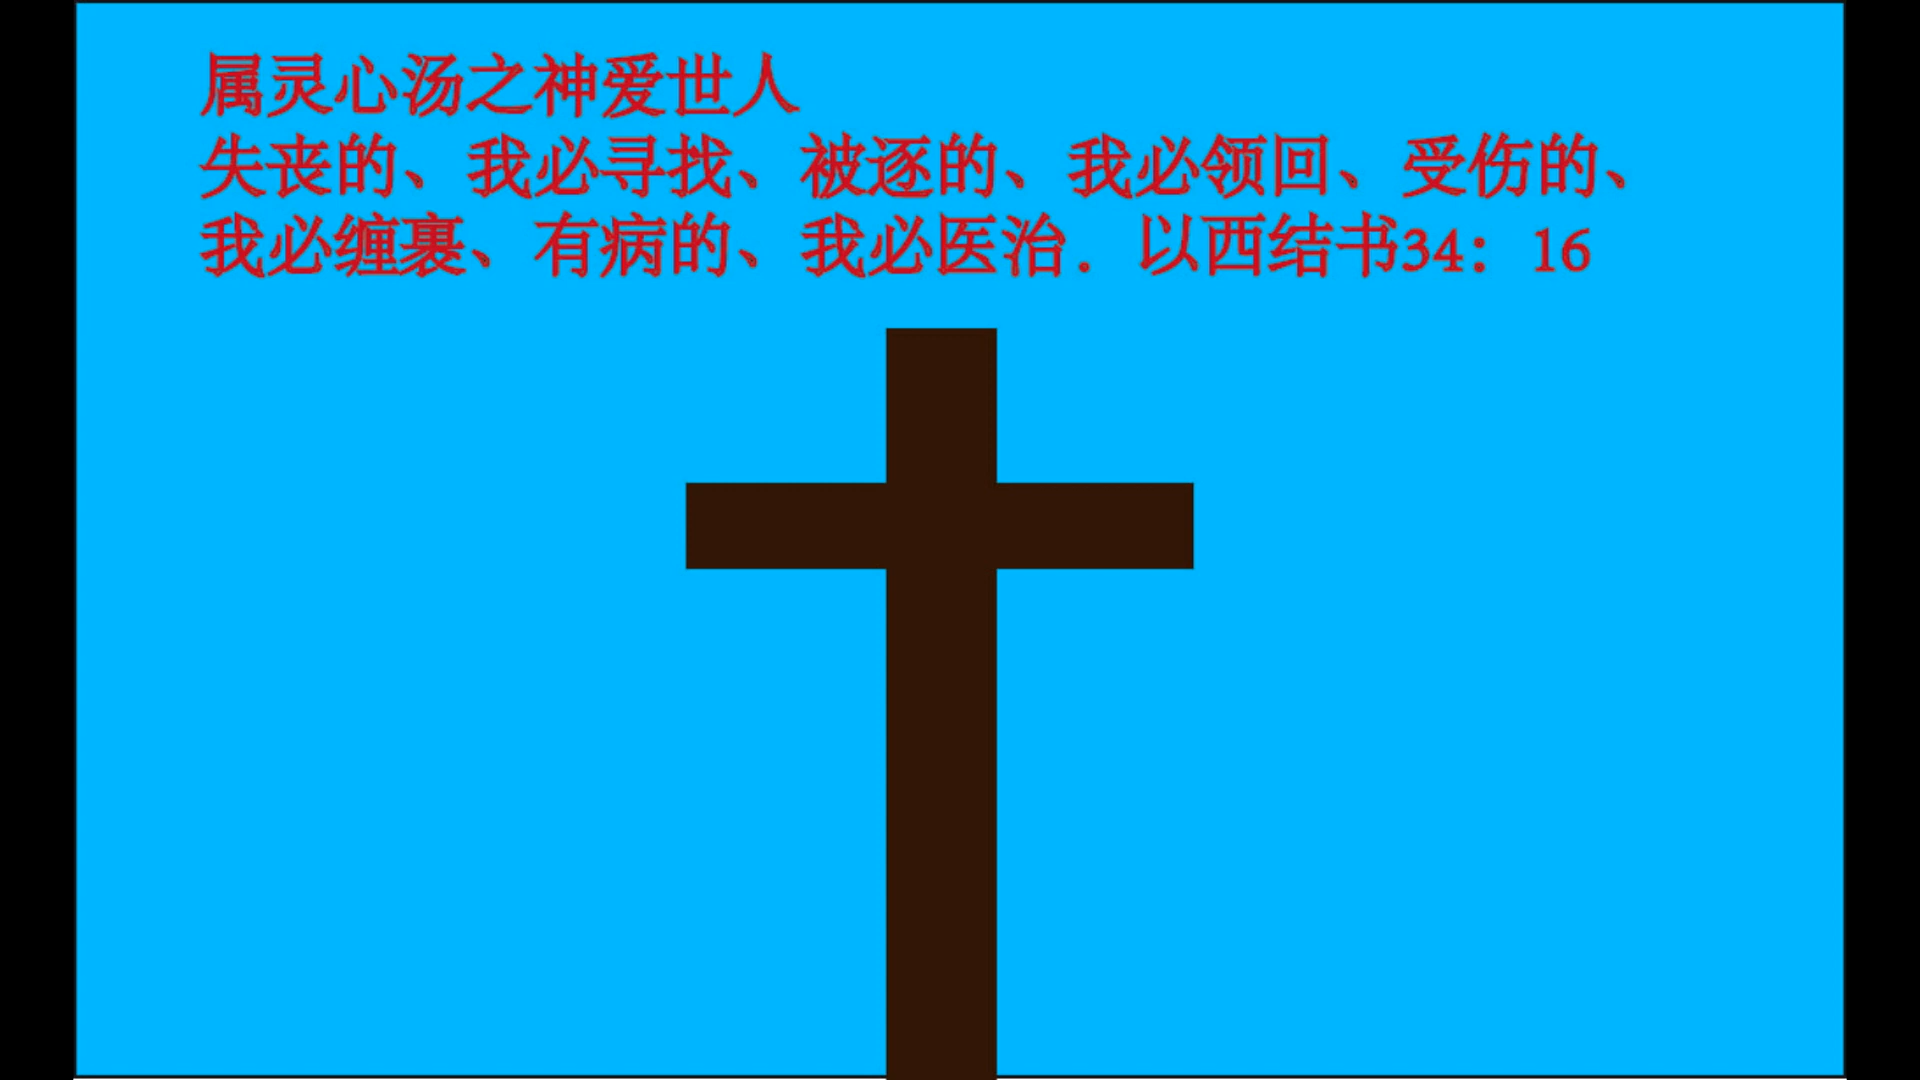 属灵心汤之神爱世人
失丧的、我必寻找、被逐的、我必领回、受伤的、
我必缠裹、有病的、我必医治．以西结书34：16